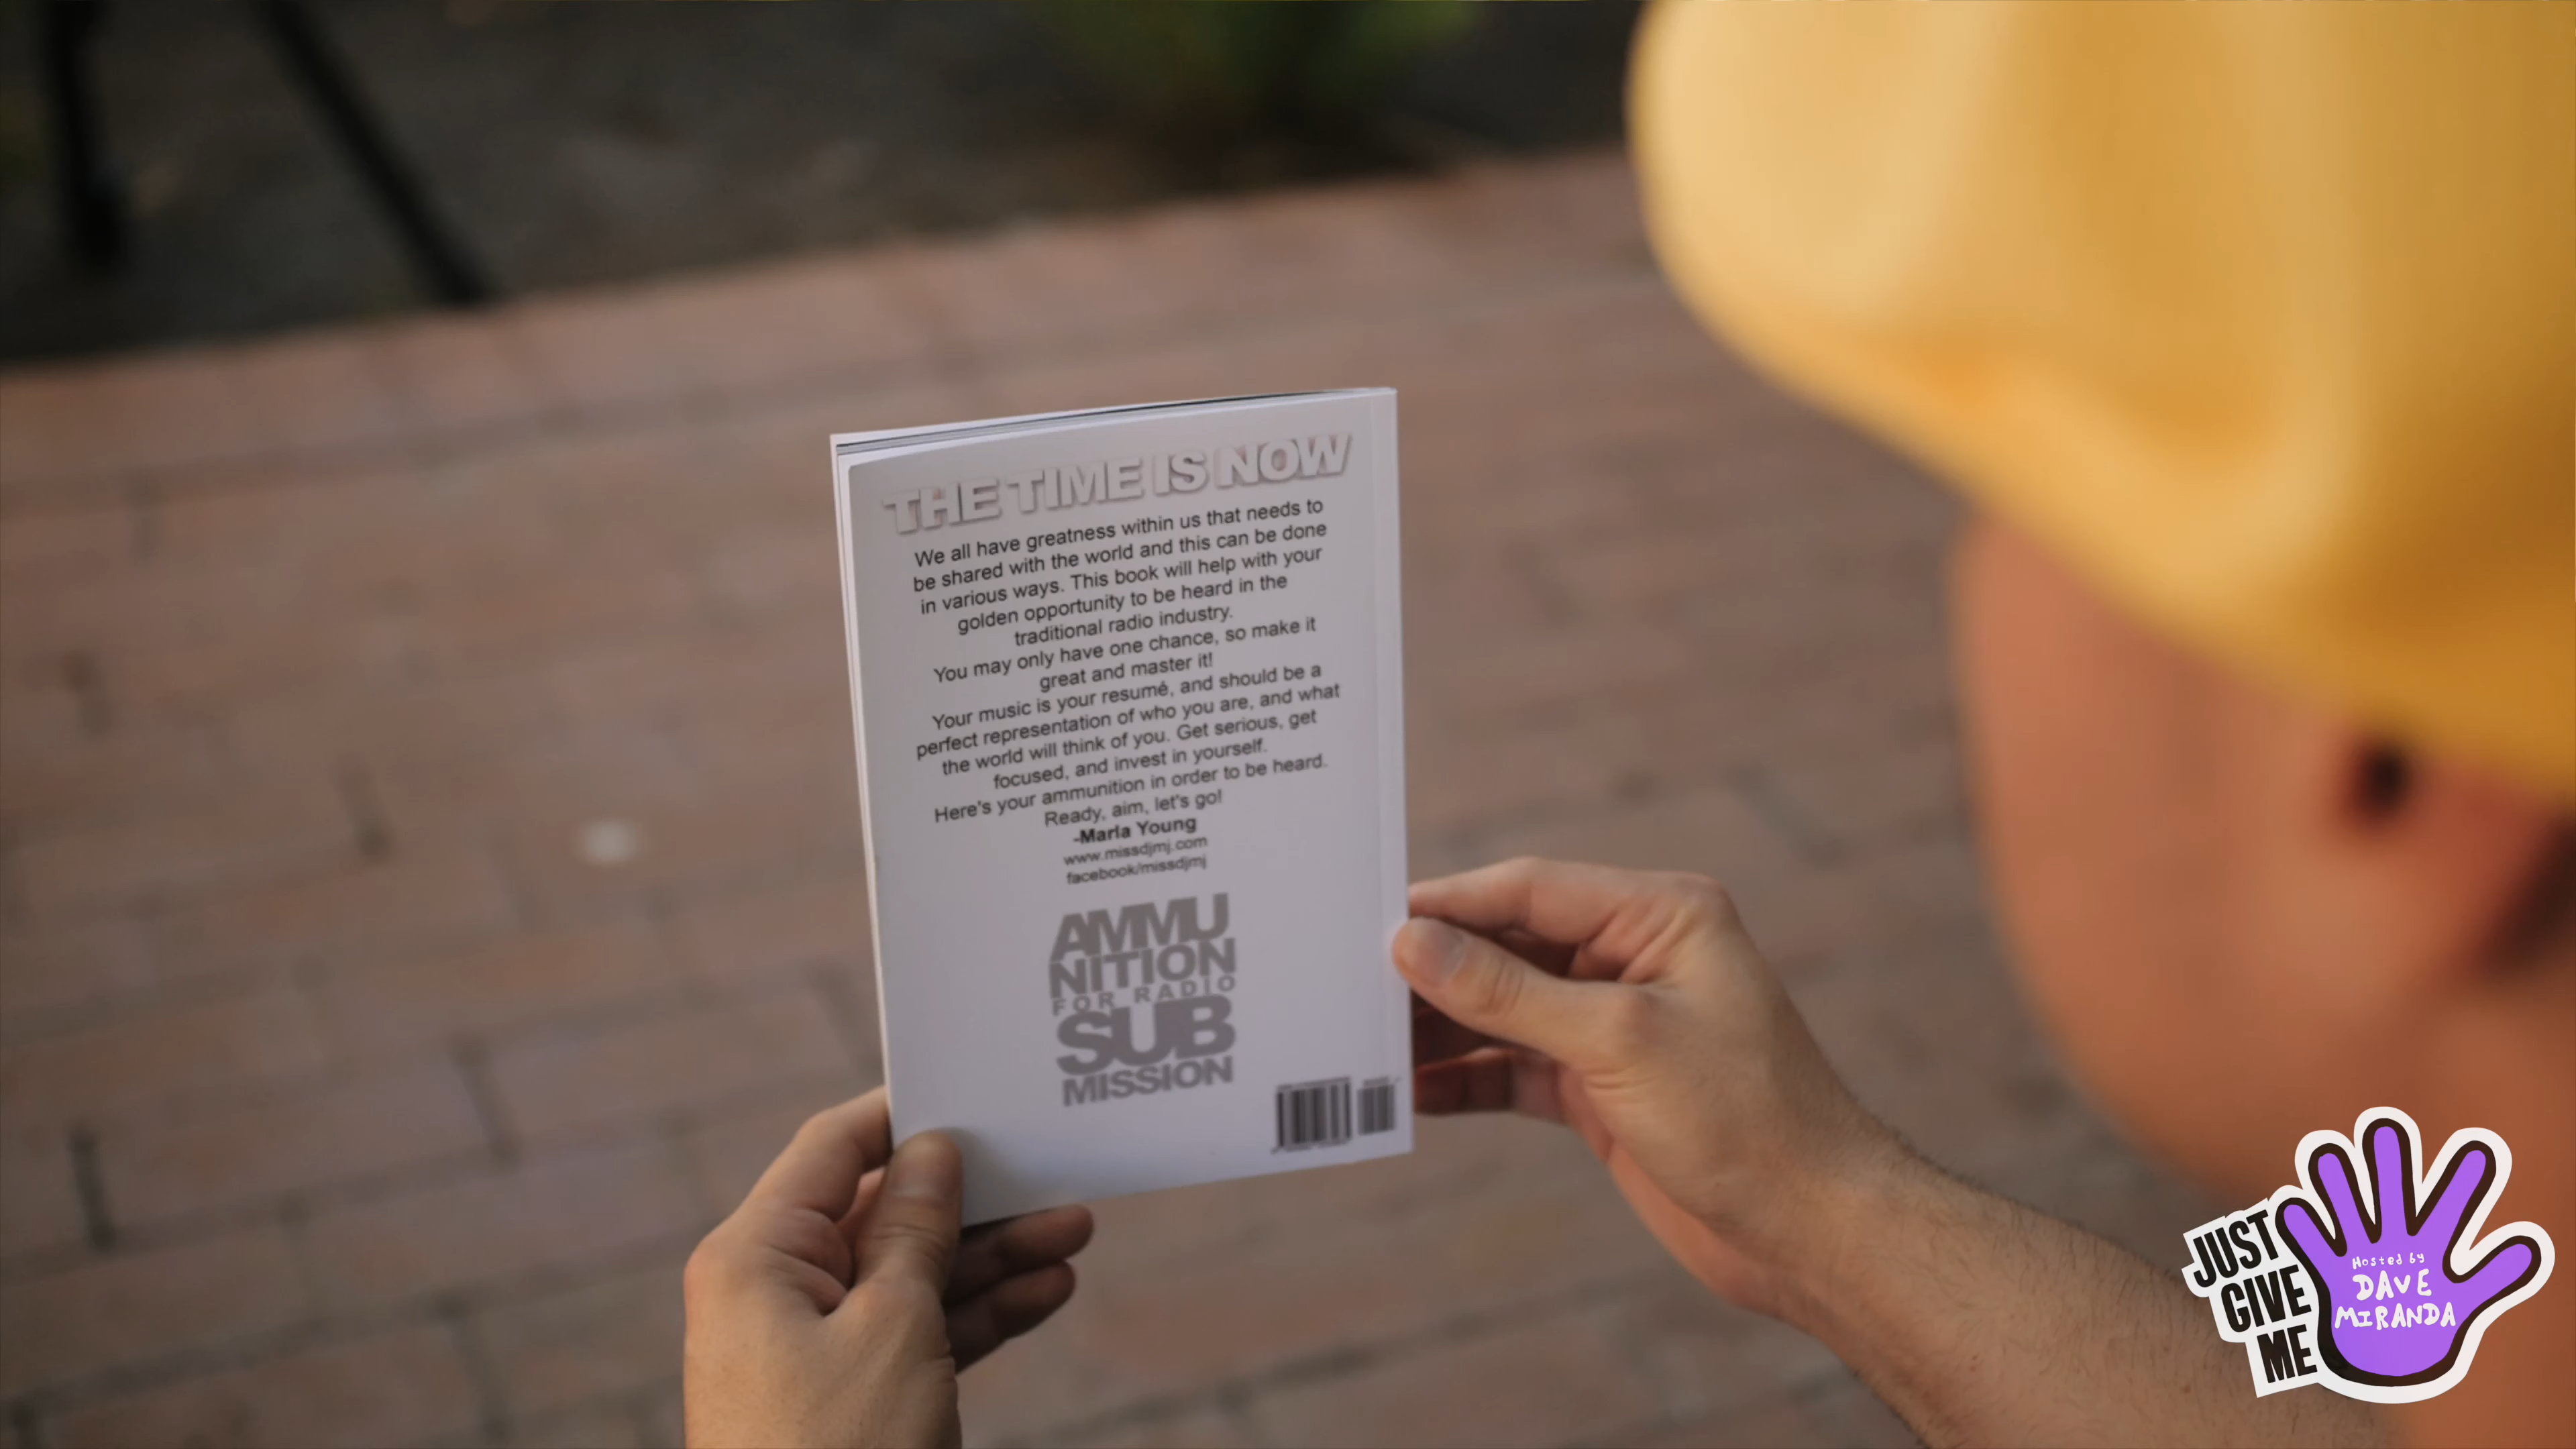 THE TIME IS NOW
We all have greatness within us that needs to
be shared with the world and this can be done
in various ways. This book will help with your
golden opportunity to be heard in the
traditional radio industry.
You may only have one chance, so make it
great and master it!
Your music is your resumé, and should be a
perfect representation of who you are, and what
the world will think of you. Get serious, get
focused, and invest in yourself.
Here's your ammunition in order to be heard.
Ready, aim, let's go!
-Marla Young
www.missdjmj.com
facebook/missdjmj
AMMU
NITION
FOR RADIO
SUB
MISSION
JUST
GIVE
ME
Hosted by
DAVE
MIRANDA